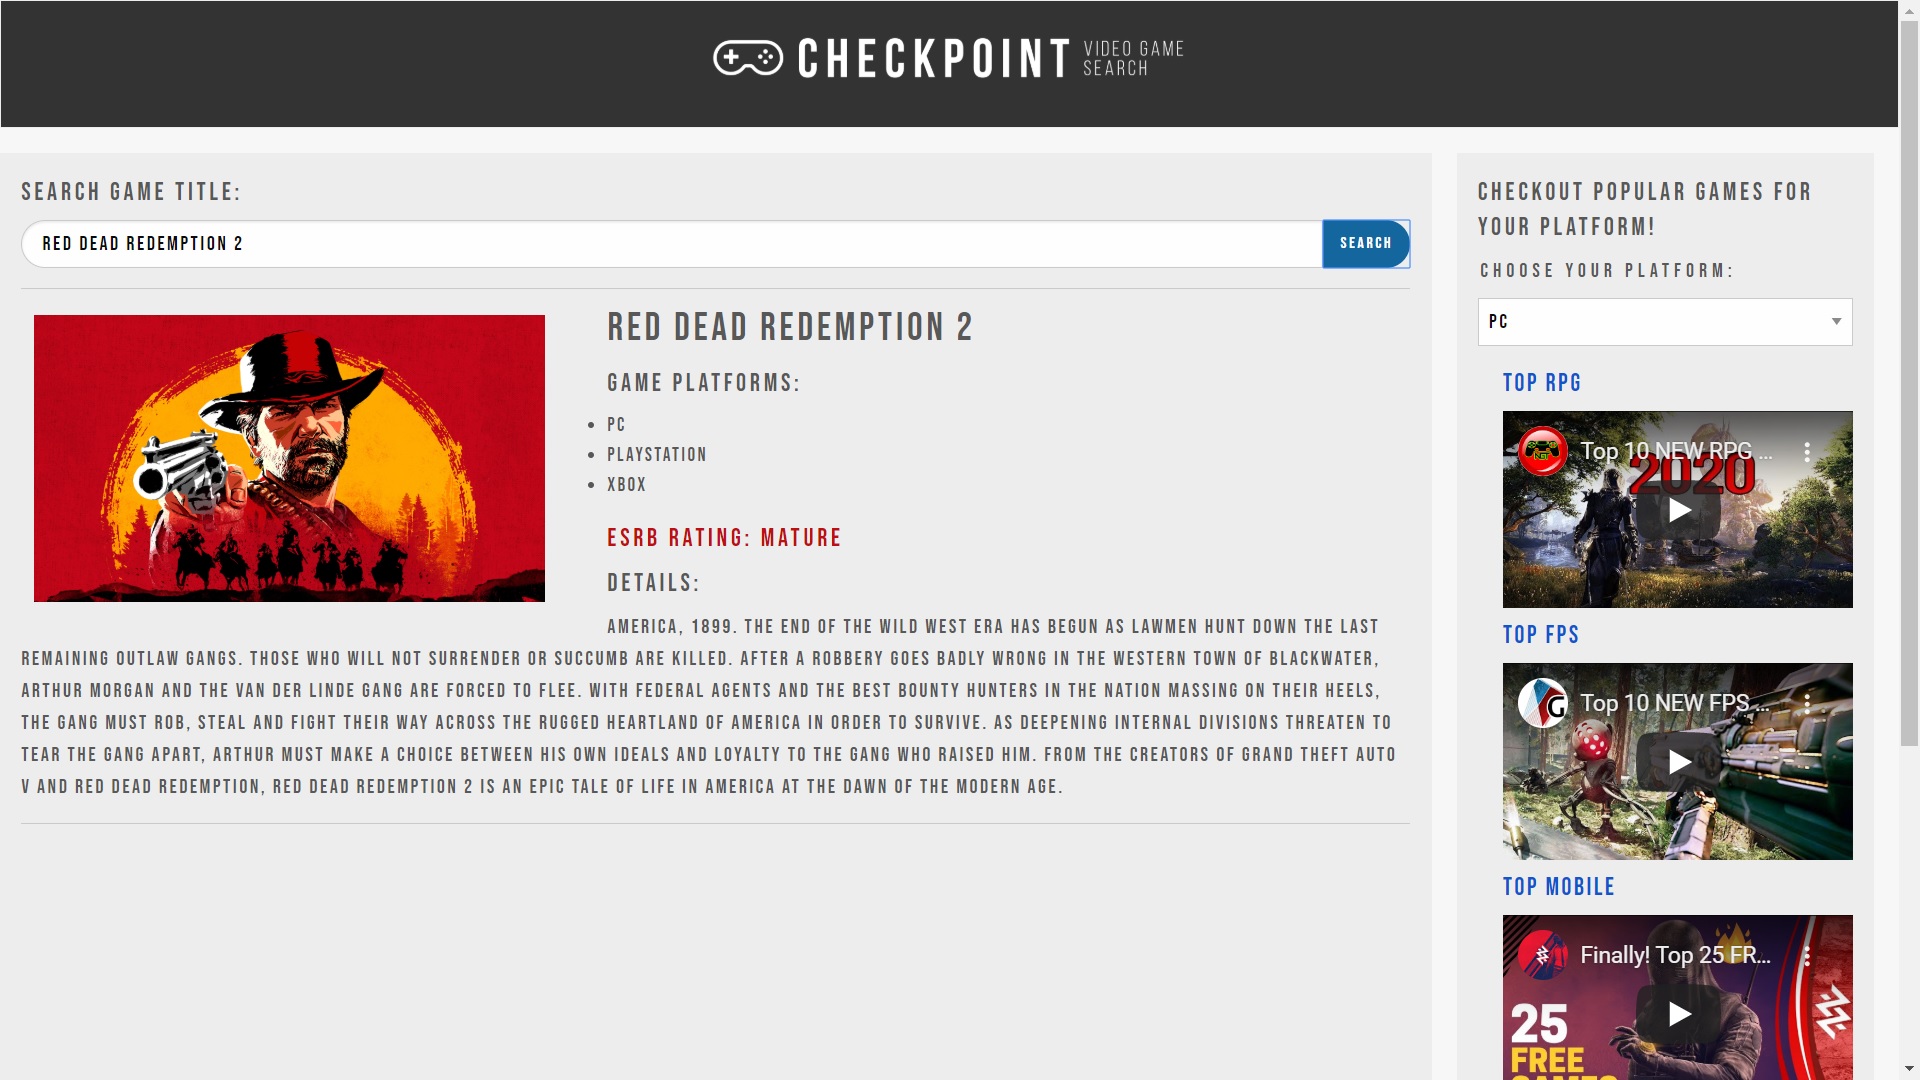 CHECKPOINT
VIDEO GAME
SEARCH
SEARCH GAME TITLE:
RED DEAD REDEMPTION 2
SEARCH
RED DEAD REDEMPTION 2
GAME PLATFORMS:
PC
PLAYSTATION
XBOX
ESRB RATING: MATURE
DETAILS:
AMERICA, 1899. THE END OF THE WILD WEST ERA HAS BEGUN AS LAWMEN HUNT DOWN THE LAST
REMAINING OUTLAW GANGS. THOSE WHO WILL NOT SURRENDER OR SUCCUMB ARE KILLED. AFTER A ROBBERY GOES BADLY WRONG IN THE WESTERN TOWN OF BLACKWATER,
ARTHUR MORGAN AND THE VAN DER LINDE GANG ARE FORCED TO FLEE. WITH FEDERAL AGENTS AND THE BEST BOUNTY HUNTERS IN THE NATION MASSING ON THEIR HEELS,
THE GANG MUST ROB, STEAL AND FIGHT THEIR WAY ACROSS THE RUGGED HEARTLAND OF AMERICA IN ORDER TO SURVIVE. AS DEEPENING INTERNAL DIVISIONS THREATEN TO
TEAR THE GANG APART, ARTHUR MUST MAKE A CHOICE BETWEEN HIS OWN IDEALS AND LOYALTY TO THE GANG WHO RAISED HIM. FROM THE CREATORS OF GRAND THEFT AUTO
V AND RED DEAD REDEMPTION, RED DEAD REDEMPTION 2 IS AN EPIC TALE OF LIFE IN AMERICA AT THE DAWN OF THE MODERN AGE.
CHECKOUT POPULAR GAMES FOR
YOUR PLATFORM!
CHOOSE YOUR PLATFORM:
PC
TOP RPG
Top 10 NEW RPG ...
2020
TOP FPS
Top 10 NEW FPS ...
TOP MOBILE
Finally! Top 25 FR...
25
FREE
GAMES